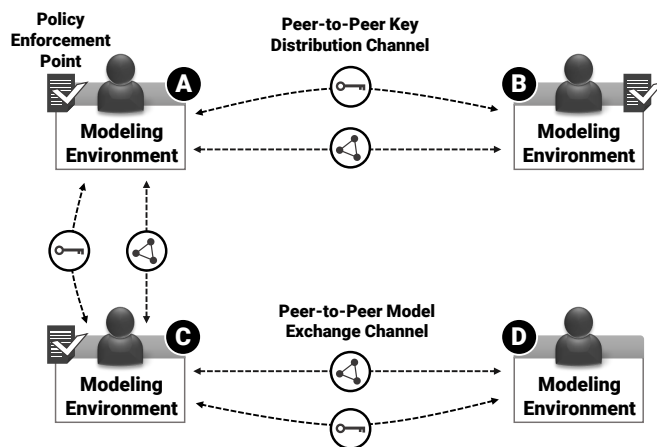 Policy
Enforcement
Point
Peer-to-Peer Key
Distribution Channel
A
B
Modeling
Environment
Modeling
Environment
Peer-to-Peer Model
Exchange Channel
C
D
Modeling
Environment
Modeling
Environment